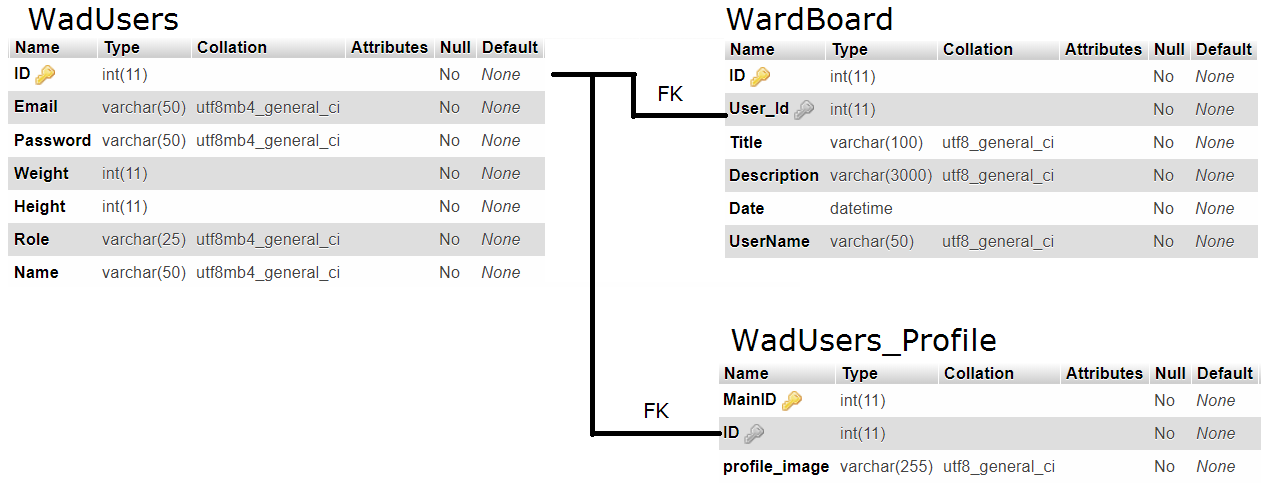 WadUsers
Name Type Collation Attributes Null Default
ID int(11) No None
Email varchar(50) utf8mb4_general_ci No None
Password varchar(50) utf8mb4_general_ci No None
Weight int(11) No None
Height int(11) No None
Role varchar(25) utf8mb4_general_ci No None
Name varchar(50) utf8mb4_general_ci No None
FK
WardBoard
Name Type Collation Attributes Null Default
ID int(11) No None
User_Id int(11) No None
Title varchar(100) utf8_general_ci No None
Description varchar(3000) utf8_general_ci No None
Date datetime No None
UserName varchar(50) utf8_general_ci No None
FK
WadUsers_Profile
Name Type Collation Attributes Null Default
MainID int(11) No None
ID int(11) No None
profile_image varchar(255) utf8_general_ci No None